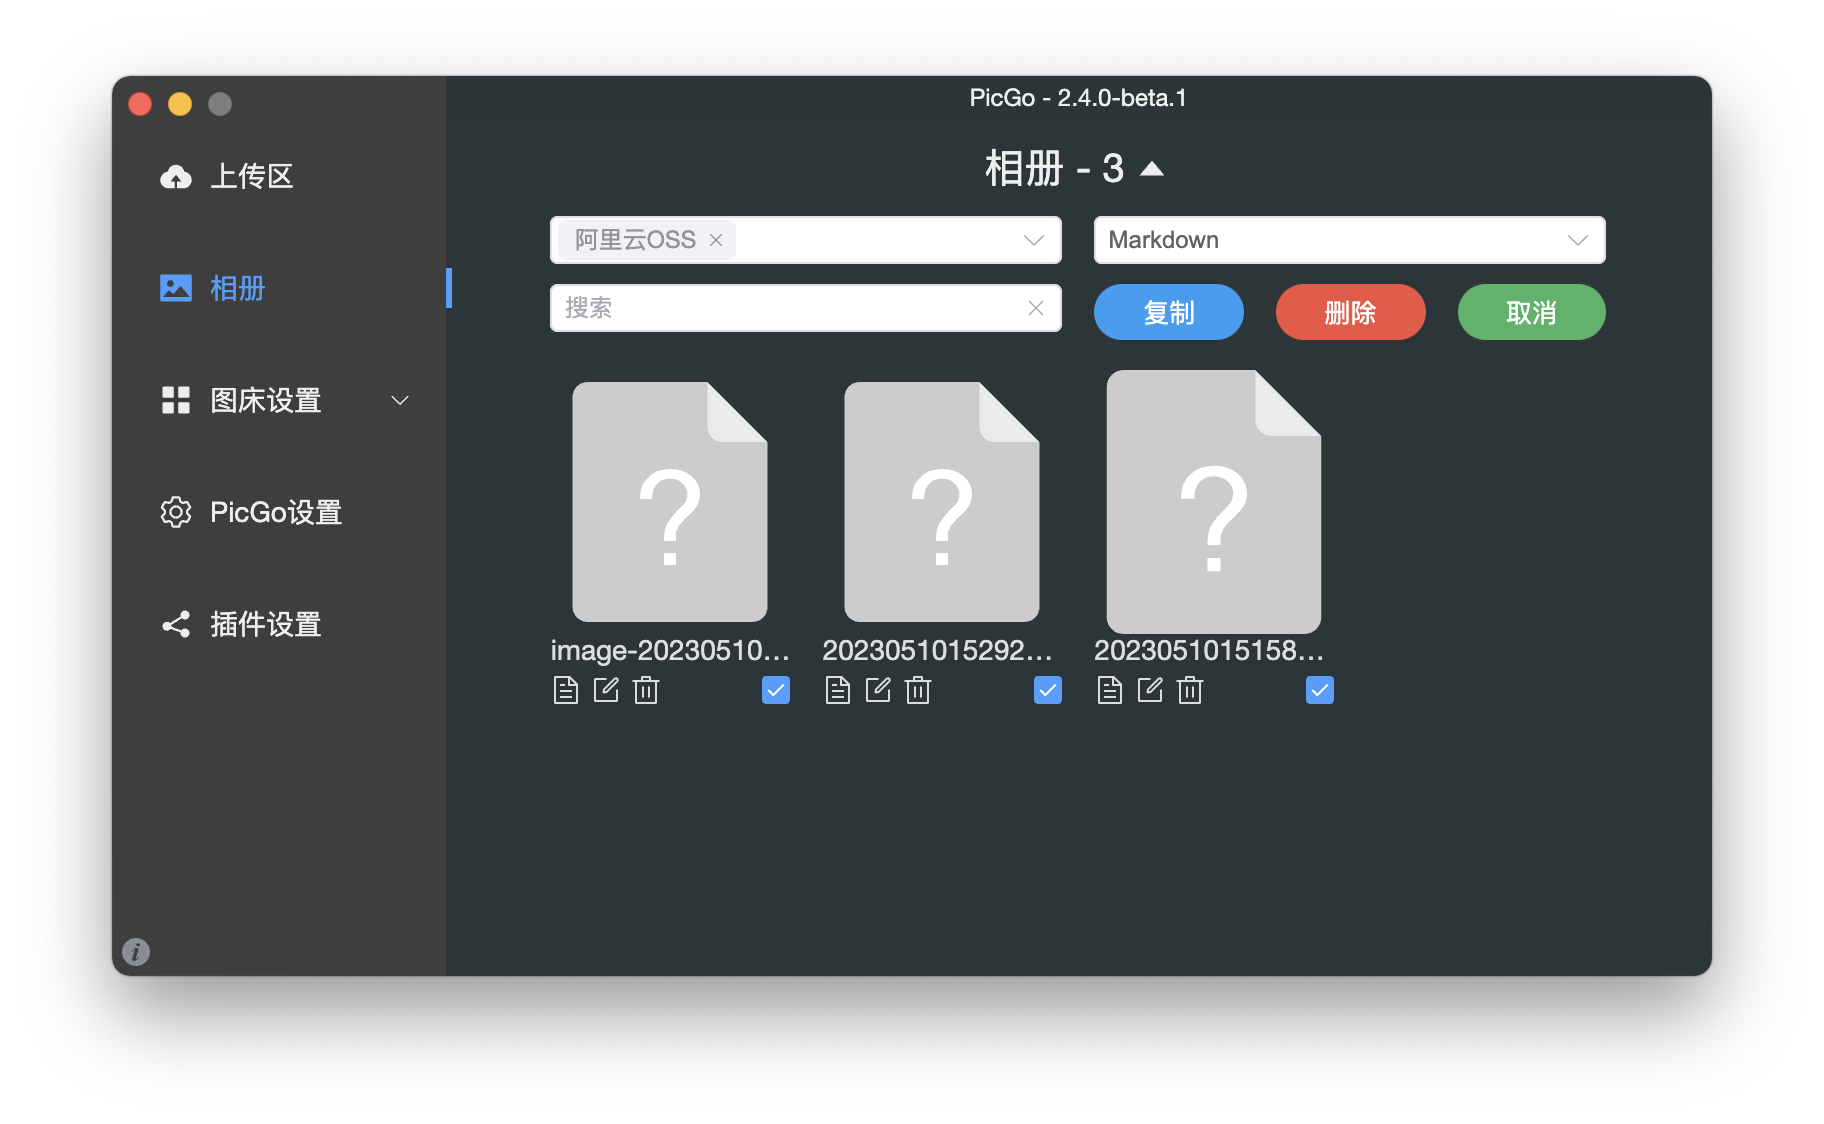 PicGo - 2.4.0-beta.1
上传区
相册
图床设置
PicGo设置
插件设置
相册 - 3
阿里云OSS
Markdown
搜索
复制
删除
取消
?
?
?
image-20230510...
2023051015292...
2023051015158...
i